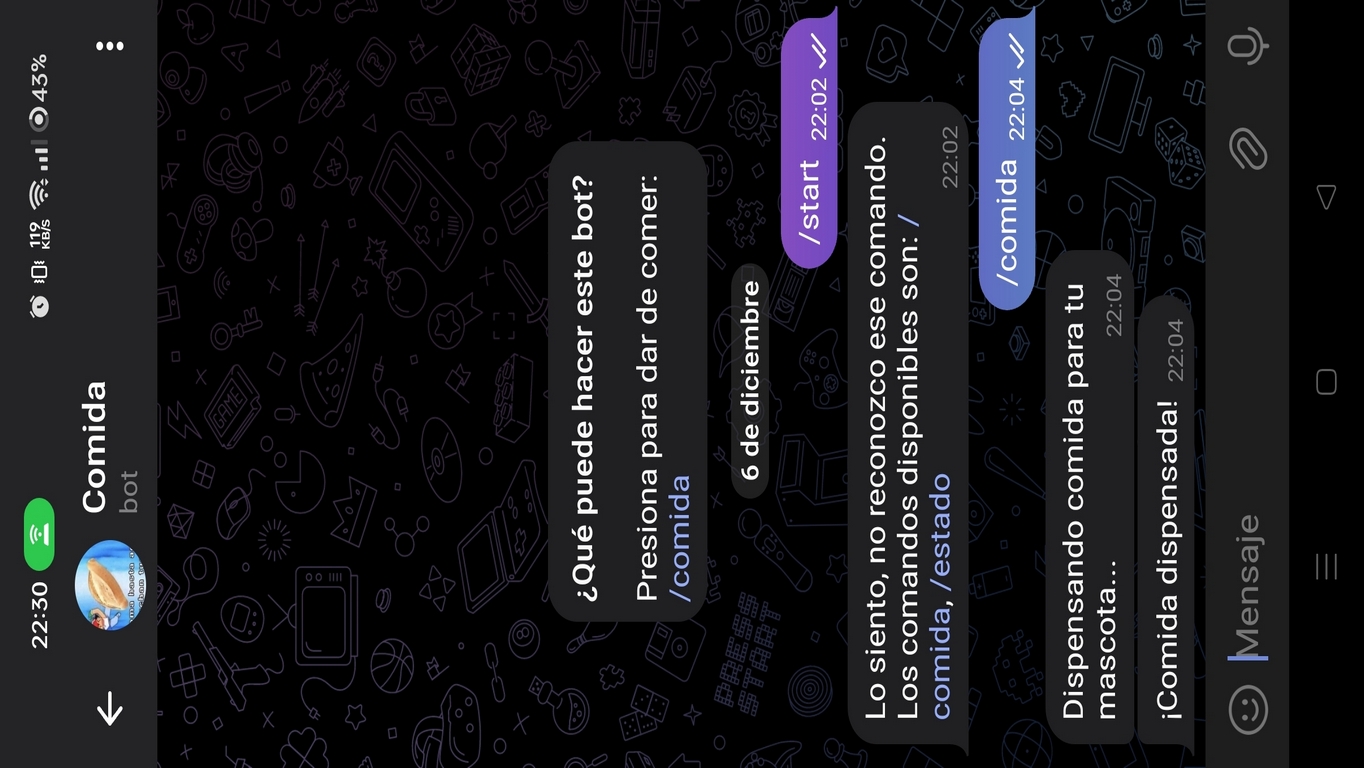 22:30
119
KB/s
43%
Comida
bot
¿Qué puede hacer este bot?
Presiona para dar de comer:
/comida
6 de diciembre
/start 22:02
Lo siento, no reconozco ese comando.
Los comandos disponibles son: /
comida, /estado
22:02
/comida 22:04
Dispensando comida para tu
mascota...
22:04
¡Comida dispensada! 22:04
Mensaje